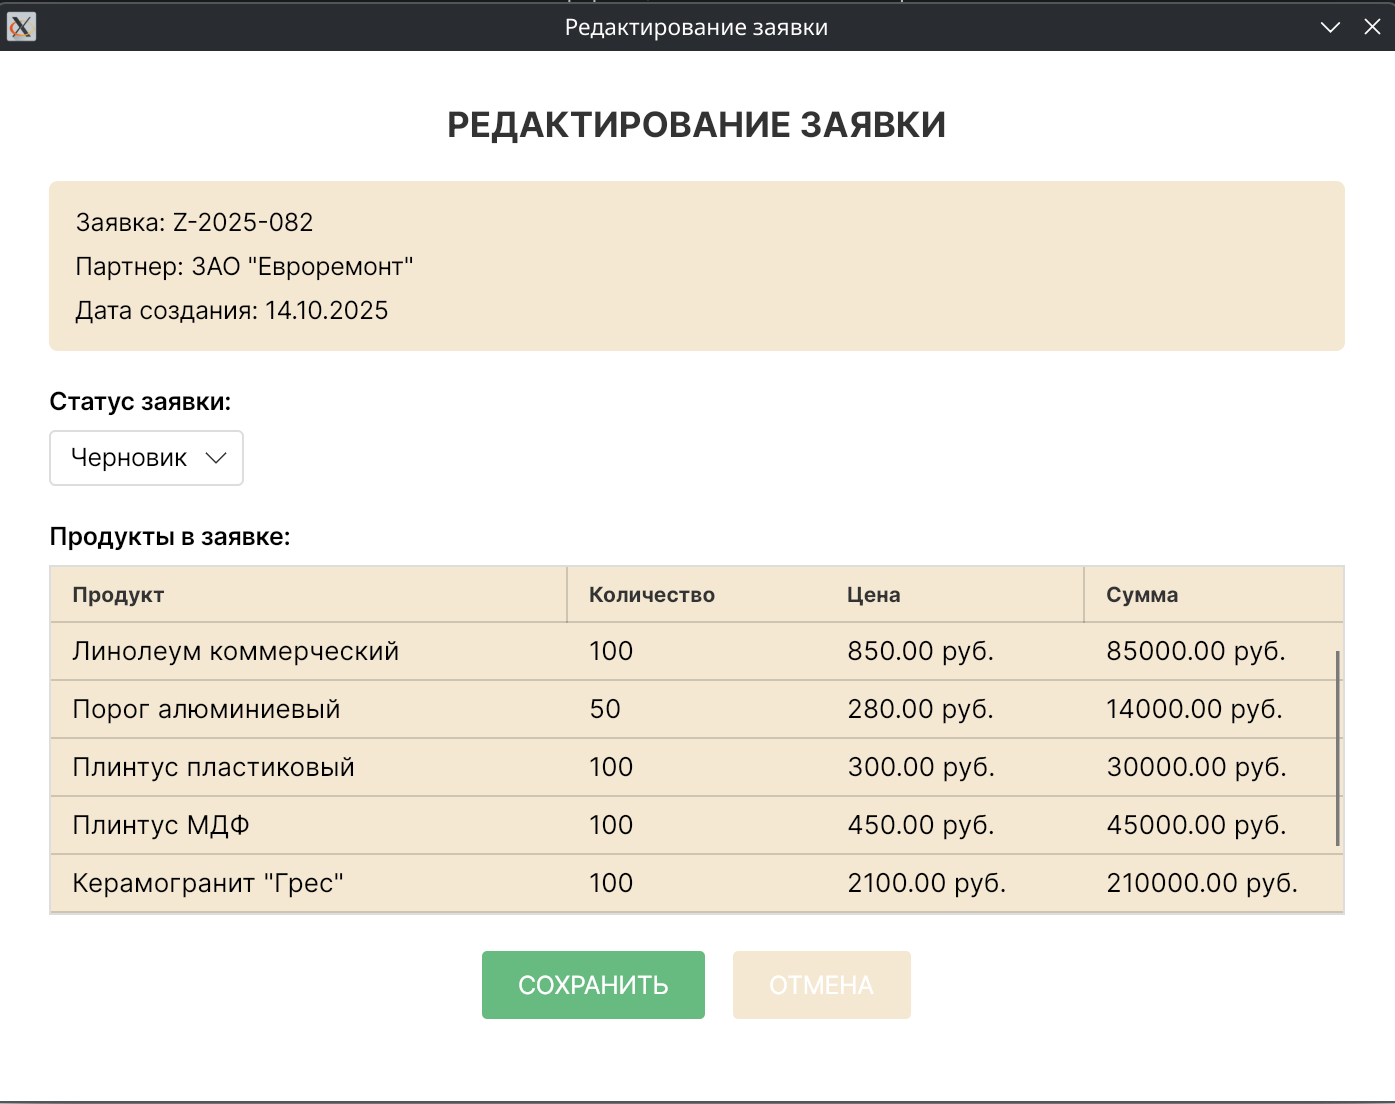 Редактирование заявки
РЕДАКТИРОВАНИЕ ЗАЯВКИ
Заявка: Z-2025-082
Партнер: ЗАО "Евроремонт"
Дата создания: 14.10.2025
Статус заявки:
Черновик
Продукты в заявке:
Продукт Количество Цена Сумма
Линолеум коммерческий 100 850.00 руб. 85000.00 руб.
Порог алюминиевый 50 280.00 руб. 14000.00 руб.
Плинтус пластиковый 100 300.00 руб. 30000.00 руб.
Плинтус МДФ 100 450.00 руб. 45000.00 руб.
Керамогранит "Грес" 100 2100.00 руб. 210000.00 руб.
СОХРАНИТЬ ОТМЕНА